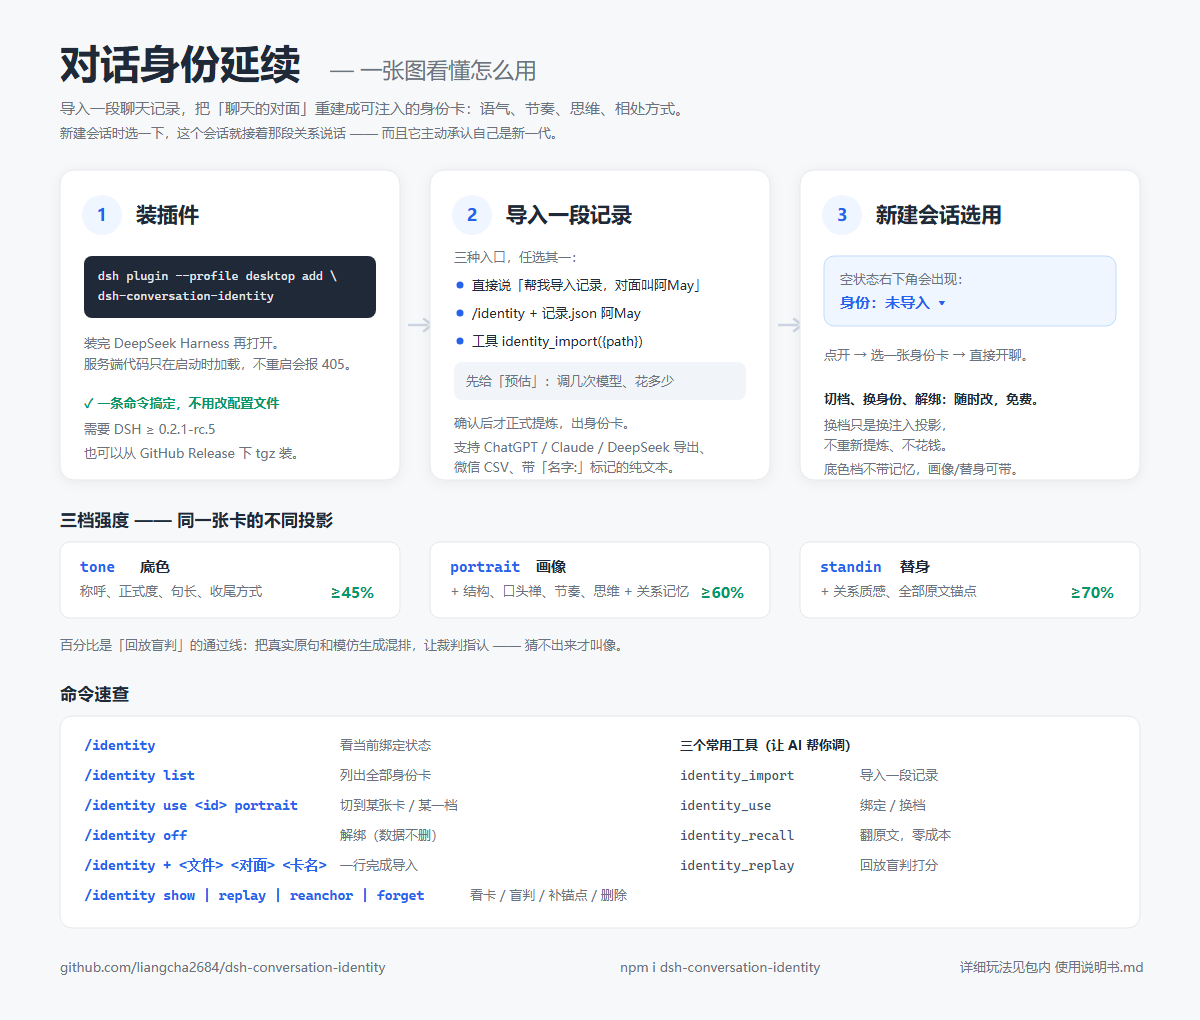 对话身份延续 —— 一张图看懂怎么用
导入一段聊天记录，把「聊天的对面」重建成可注入的身份卡：语气、节奏、思维、相处方式。
新建会话时选一下，这个会话就接着那段关系说话 —— 而且它主动承认自己是新一代。
1 装插件
dsh plugin --profile desktop add \
dsh-conversation-identity
装完 DeepSeek Harness 再打开。
服务端代码只在启动时加载，不重启会报 405。
✓ 一条命令搞定，不用改配置文件
需要 DSH ≥ 0.2.1-rc.5
也可以从 GitHub Release 下 tgz 装。
2 导入一段记录
三种入口，任选其一：
直接说「帮我导入记录，对面叫阿May」
/identity + 记录.json 阿May
工具 identity_import({path})
先给「预估」：调几次模型、花多少
确认后才正式提炼，出身份卡。
支持 ChatGPT / Claude / DeepSeek 导出、
微信 CSV、带「名字:」标记的纯文本。
3 新建会话选用
空状态右下角会出现：
身份：未导入 ▾
点开 → 选一张身份卡 → 直接开聊。
切档、换身份、解绑：随时改，免费。
换档只是换注入投影，
不重新提炼、不花钱。
底色档不带记忆，画像/替身可带。
三档强度 —— 同一张卡的不同投影
tone 底色
称呼、正式度、句长、收尾方式 ≥45%
portrait 画像
+ 结构、口头禅、节奏、思维 + 关系记忆 ≥60%
standin 替身
+ 关系质感、全部原文锚点 ≥70%
百分比是「回放盲判」的通过线：把真实原句和模仿生成混排，让裁判指认 —— 猜不出来才叫像。
命令速查
/identity 看当前绑定状态
/identity list 列出全部身份卡
/identity use <id> portrait 切到某张卡 / 某一档
/identity off 解绑（数据不删）
/identity + <文件> <对面> <卡名> 一行完成导入
/identity show | replay | reanchor | forget 看卡 / 盲判 / 补锚点 / 删除
三个常用工具（让 AI 帮你调）
identity_import 导入一段记录
identity_use 绑定 / 换档
identity_recall 翻原文，零成本
identity_replay 回放盲判打分
github.com/liangcha2684/dsh-conversation-identity
npm i dsh-conversation-identity
详细玩法见包内 使用说明书.md